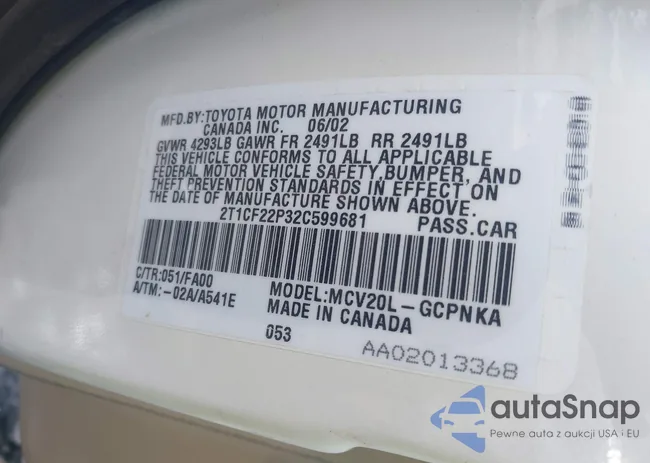 MFD.BY:TOYOTA MOTOR MANUFACTURING
CANADA INC. 06/02
GVWR 4293LB GAWR FR 2491LB RR 2491LB
THIS VEHICLE CONFORMS TO ALL APPLICABLE
FEDERAL MOTOR VEHICLE SAFETY,BUMPER, AND
THEFT PREVENTION STANDARDS IN EFFECT ON
THE DATE OF MANUFACTURE SHOWN ABOVE.
2T1CF22P32C599681 PASS.CAR
C/TR:051/FA00
A/TM:-02A/A541E
MODEL:MCV20L-GCPNKA
MADE IN CANADA
053
AA02013368
autaSnap
Pewne auta z aukcji USA i EU